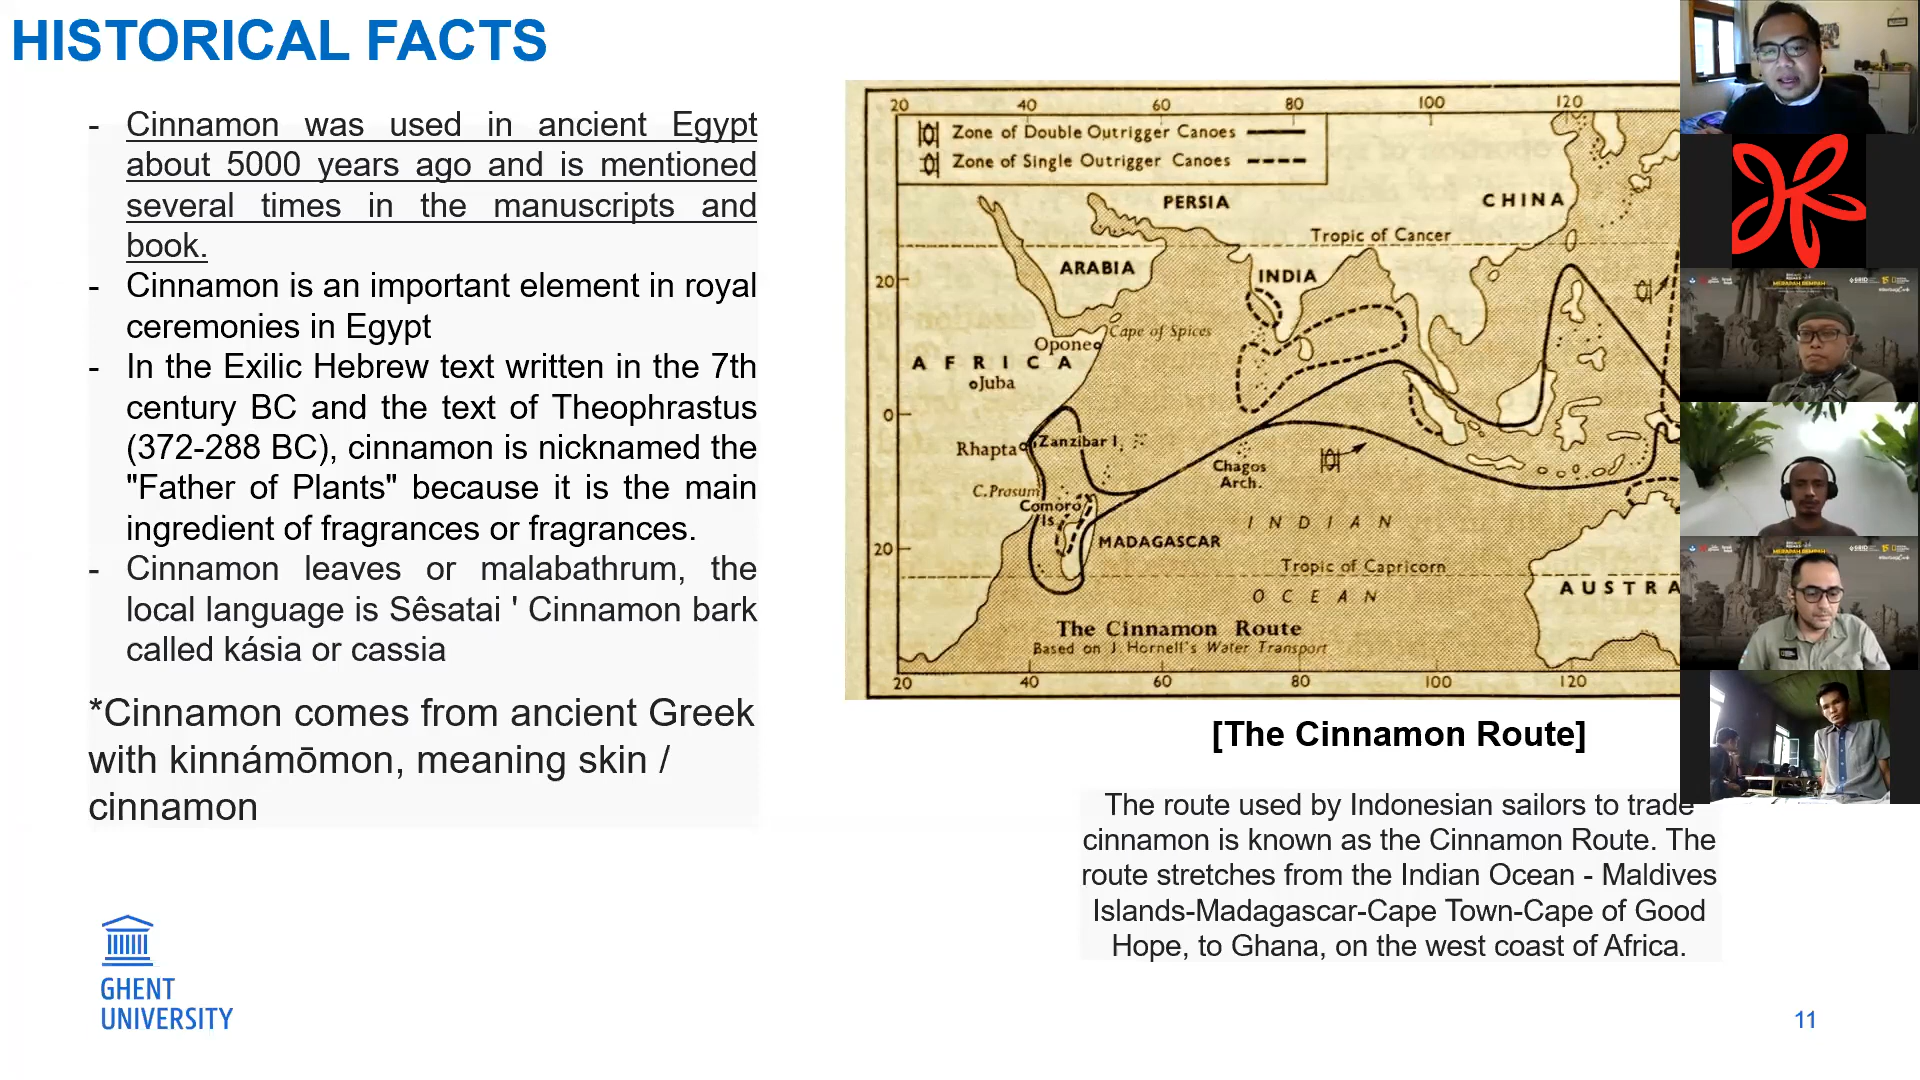 HISTORICAL FACTS
- Cinnamon was used in ancient Egypt
about 5000 years ago and is mentioned
several times in the manuscripts and
book.
- Cinnamon is an important element in royal
ceremonies in Egypt
- In the Exilic Hebrew text written in the 7th
century BC and the text of Theophrastus
(372-288 BC), cinnamon is nicknamed the
"Father of Plants" because it is the main
ingredient of fragrances or fragrances.
- Cinnamon leaves or malabathrum, the
local language is Sêsatai ' Cinnamon bark
called kásia or cassia
*Cinnamon comes from ancient Greek
with kinnámōmon, meaning skin /
cinnamon
GHENT
UNIVERSITY
20 40 60 80 100 120
Zone of Double Outrigger Canoes
Zone of Single Outrigger Canoes
PERSIA
CHINA
Tropic of Cancer
ARABIA
INDIA
20
Cape of Spices
Opone
AFRICA
Juba
0
Rhapta
Zanzibar I.
Chagos
Arch.
C. Prasum
Comoro
Is
INDIAN
MADAGASCAR
20
Tropic of Capricorn
OCEAN
AUSTRA
The Cinnamon Route
Based on J. Hornell's Water Transport
20 40 60 80 100 120
[The Cinnamon Route]
The route used by Indonesian sailors to trade
cinnamon is known as the Cinnamon Route. The
route stretches from the Indian Ocean - Maldives
Islands-Madagascar-Cape Town-Cape of Good
Hope, to Ghana, on the west coast of Africa.
11